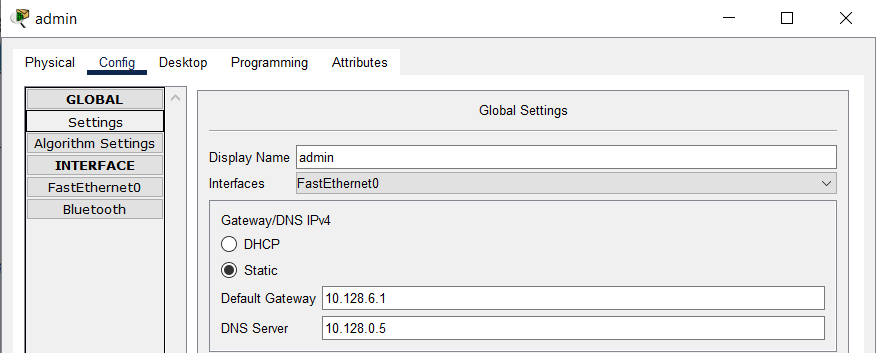 admin
Physical Config Desktop Programming Attributes
GLOBAL
Settings
Algorithm Settings
INTERFACE
FastEthernet0
Bluetooth
Global Settings
Display Name admin
Interfaces FastEthernet0
Gateway/DNS IPv4
DHCP
Static
Default Gateway 10.128.6.1
DNS Server 10.128.0.5